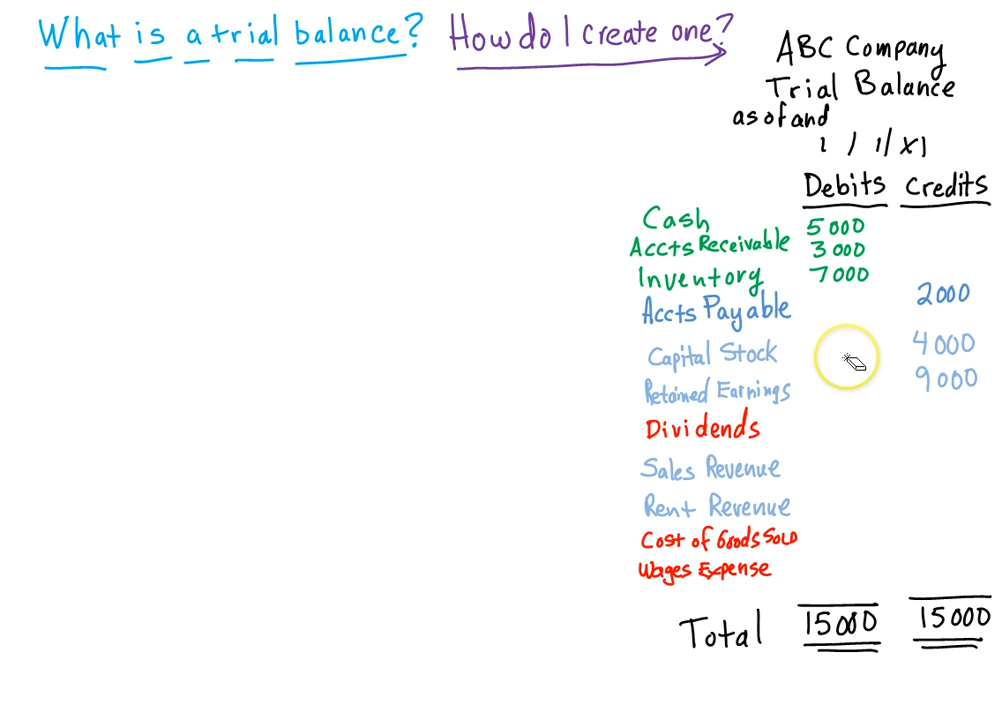 What is a trial balance? How do I create one?
ABC Company
Trial Balance
as of and
1 / 1/ X1
Debits Credits
Cash 5000
Accts Receivable 3000
Inventory 7000
Accts Payable 2000
Capital Stock 4000
Retained Earnings 9000
Dividends
Sales Revenue
Rent Revenue
Cost of Goods Sold
Wages Expense
Total 15000 15000